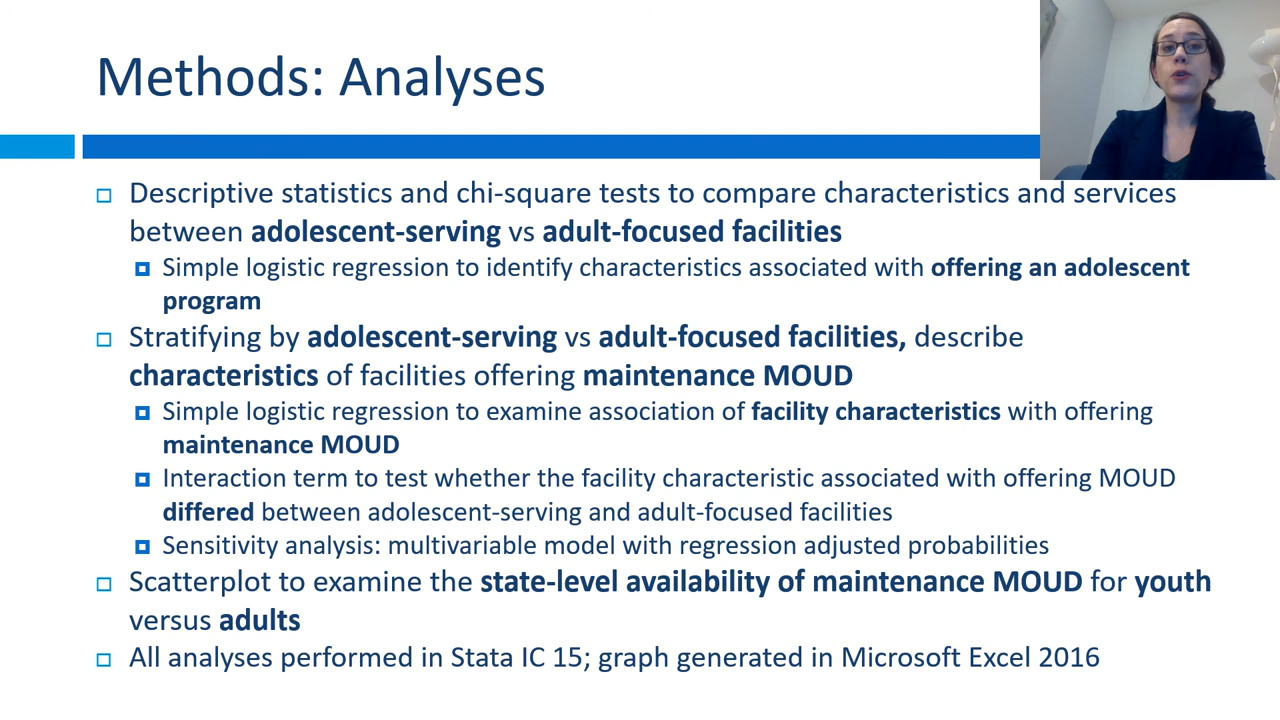 Methods: Analyses
Descriptive statistics and chi-square tests to compare characteristics and services
between adolescent-serving vs adult-focused facilities
Simple logistic regression to identify characteristics associated with offering an adolescent
program
Stratifying by adolescent-serving vs adult-focused facilities, describe
characteristics of facilities offering maintenance MOUD
Simple logistic regression to examine association of facility characteristics with offering
maintenance MOUD
Interaction term to test whether the facility characteristic associated with offering MOUD
differed between adolescent-serving and adult-focused facilities
Sensitivity analysis: multivariable model with regression adjusted probabilities
Scatterplot to examine the state-level availability of maintenance MOUD for youth
versus adults
All analyses performed in Stata IC 15; graph generated in Microsoft Excel 2016